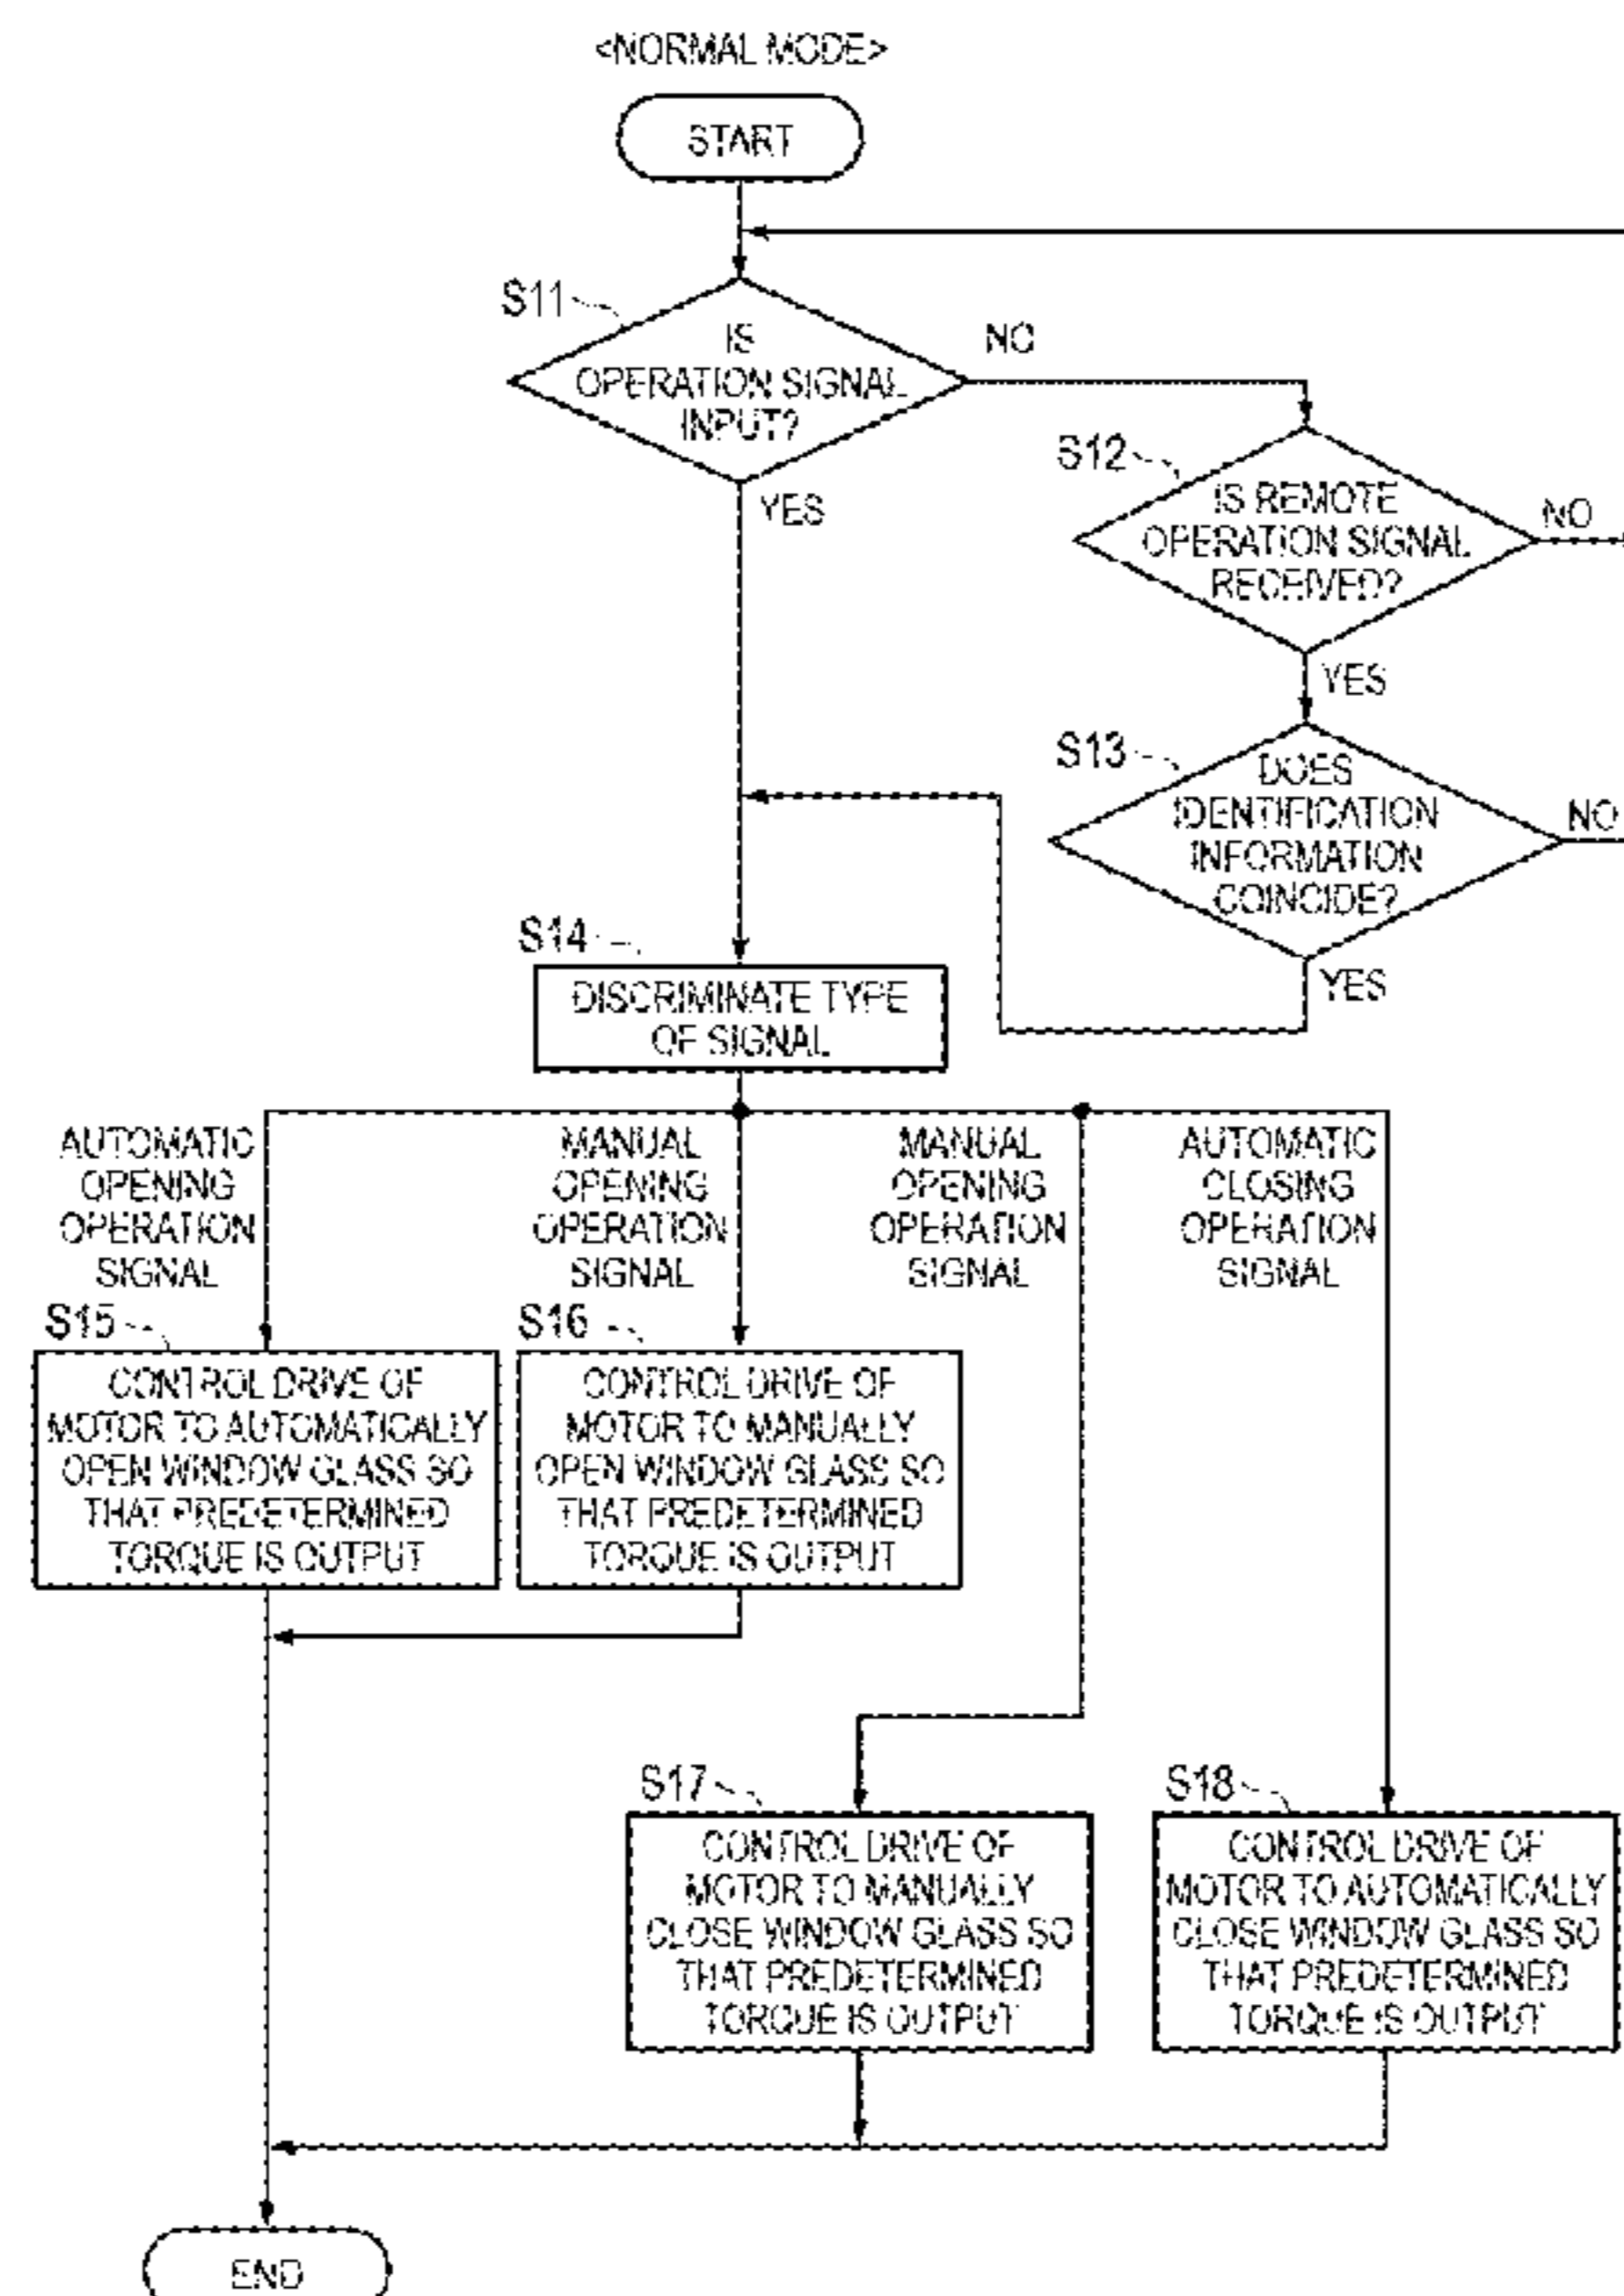 <NORMAL MODE>
START
S11
IS
OPERATION SIGNAL
INPUT?
NO
YES
S12
IS REMOTE
OPERATION SIGNAL
RECEIVED?
NO
YES
S13
DOES
IDENTIFICATION
INFORMATION
COINCIDE?
NO
YES
S14
DISCRIMINATE TYPE
OF SIGNAL
AUTOMATIC
OPENING
OPERATION
SIGNAL
MANUAL
OPENING
OPERATION
SIGNAL
MANUAL
OPENING
OPERATION
SIGNAL
AUTOMATIC
CLOSING
OPERATION
SIGNAL
S15
CONTROL DRIVE OF
MOTOR TO AUTOMATICALLY
OPEN WINDOW GLASS SO
THAT PREDETERMINED
TORQUE IS OUTPUT
S16
CONTROL DRIVE OF
MOTOR TO MANUALLY
OPEN WINDOW GLASS SO
THAT PREDETERMINED
TORQUE IS OUTPUT
S17
CONTROL DRIVE OF
MOTOR TO MANUALLY
CLOSE WINDOW GLASS SO
THAT PREDETERMINED
TORQUE IS OUTPUT
S18
CONTROL DRIVE OF
MOTOR TO AUTOMATICALLY
CLOSE WINDOW GLASS SO
THAT PREDETERMINED
TORQUE IS OUTPUT
END